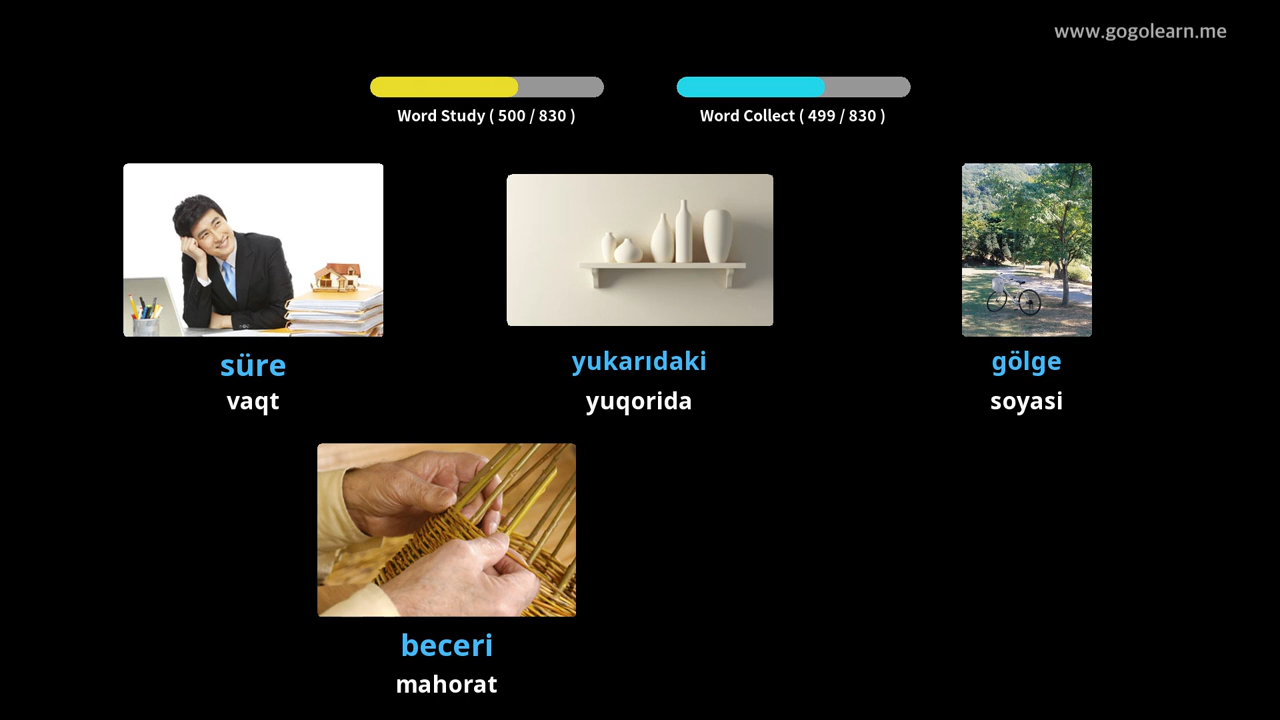 www.gogolearn.me
Word Study ( 500 / 830 )
Word Collect ( 499 / 830 )
süre
vaqt
yukarıdaki
yuqorida
gölge
soyasi
beceri
mahorat